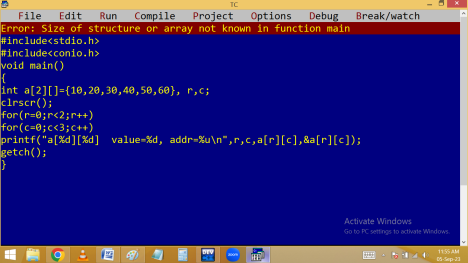 TC
File Edit Run Compile Project Options Debug Break/watch
Error: Size of structure or array not known in function main
#include<stdio.h>
#include<conio.h>
void main()
{
int a[2][]={10,20,30,40,50,60}, r,c;
clrscr();
for(r=0;r<2;r++)
for(c=0;c<3;c++)
printf("a[%d][%d]  value=%d, addr=%u\n",r,c,a[r][c],&a[r][c]);
getch();
}
Activate Windows
Go to PC settings to activate Windows.
11:55 AM
05-Sep-23